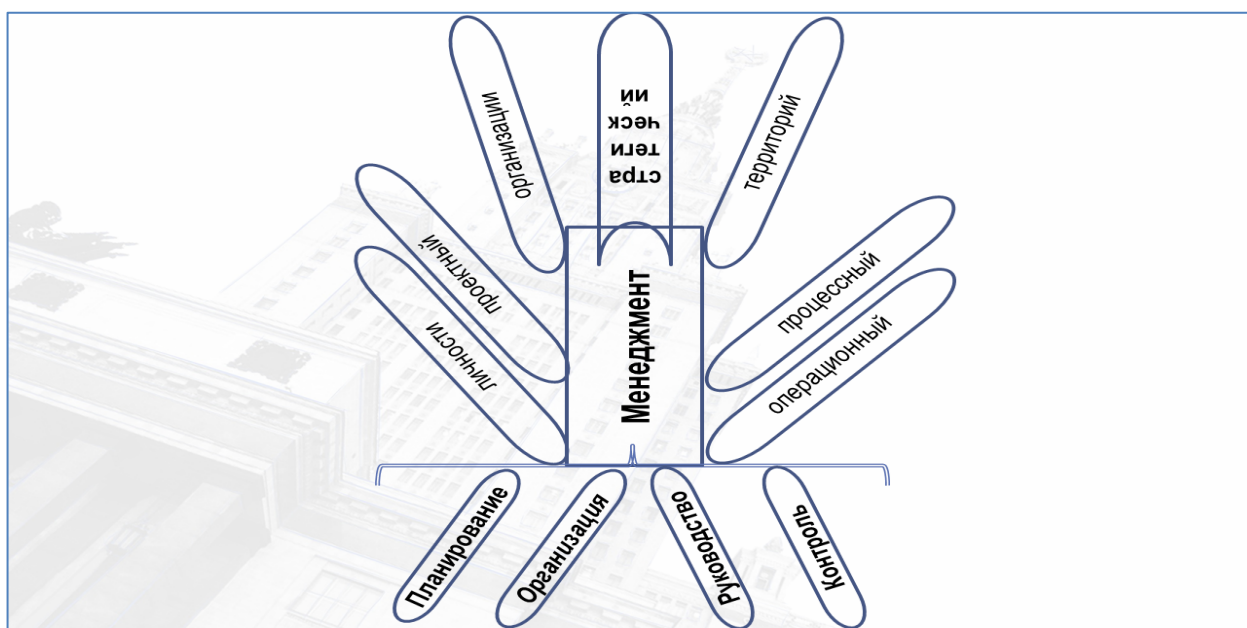 организации
стра
теги
ческ
ий
территорий
проектный
личности
Менеджмент
процессный
операционный
Планирование
Организация
Руководство
Контроль